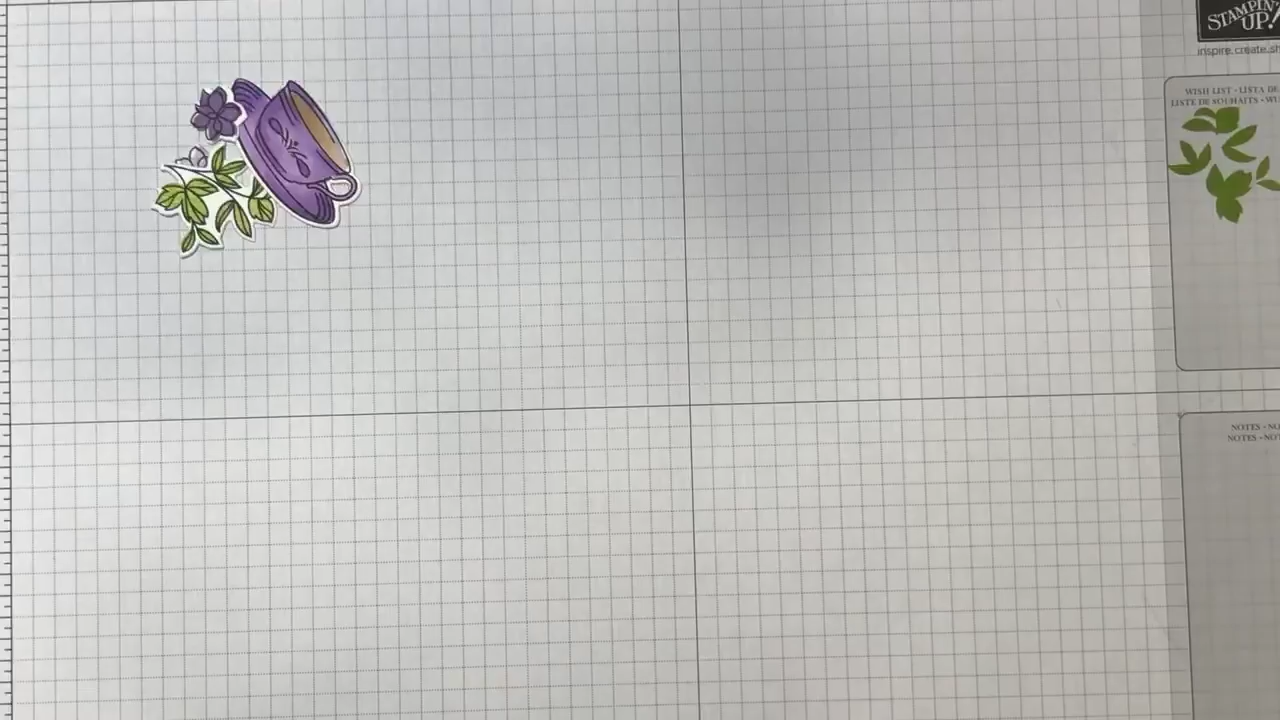 STAMPIN'
UP!
inspire. create. sh
WISH LIST • LISTA DE
LISTE DE SOUHAITS • WU
NOTES • NO
NOTES • NOT